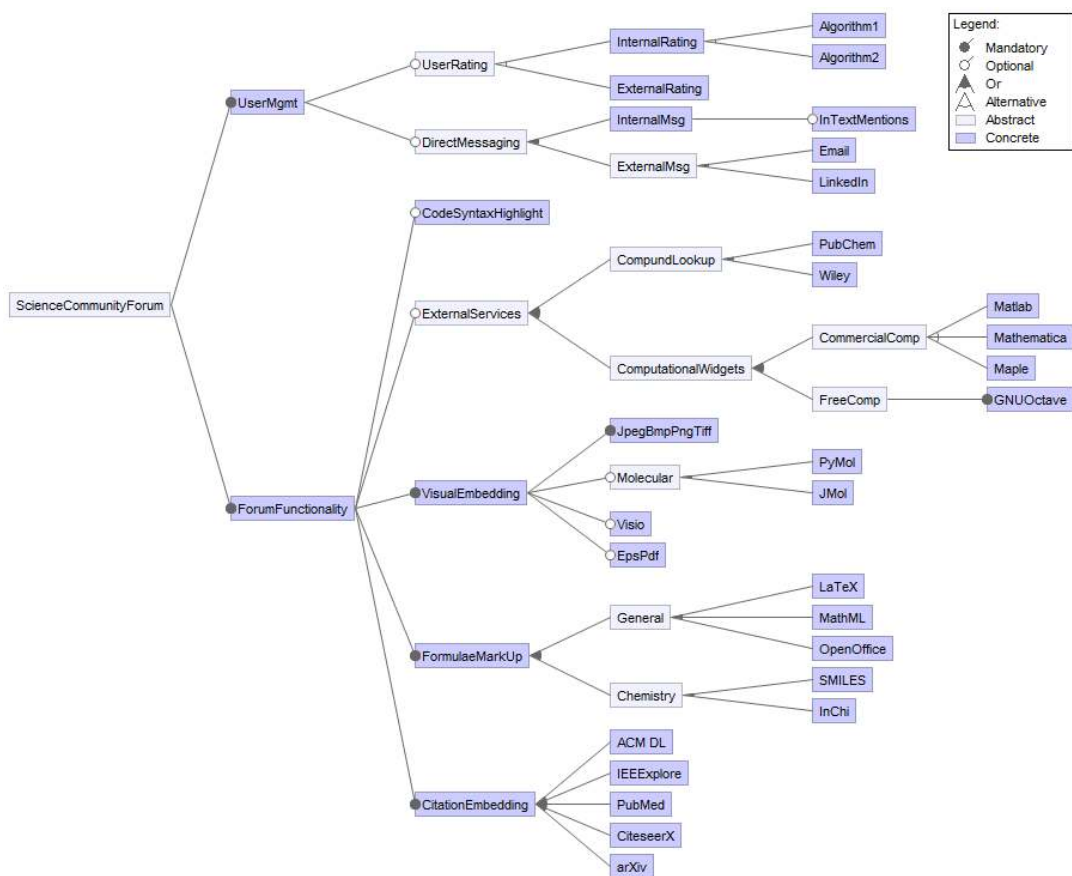 Legend:
Mandatory
Optional
Or
Alternative
Abstract
Concrete
ScienceCommunityForum
UserMgmt
UserRating
InternalRating
Algorithm1
Algorithm2
ExternalRating
DirectMessaging
InternalMsg
InTextMentions
ExternalMsg
Email
LinkedIn
ForumFunctionality
CodeSyntaxHighlight
ExternalServices
CompundLookup
PubChem
Wiley
ComputationalWidgets
CommercialComp
Matlab
Mathematica
Maple
FreeComp
GNUOctave
VisualEmbedding
JpegBmpPngTiff
Molecular
PyMol
JMol
Visio
EpsPdf
FormulaeMarkUp
General
LaTeX
MathML
OpenOffice
Chemistry
SMILES
InChi
CitationEmbedding
ACM DL
IEEExplore
PubMed
CiteseerX
arXiv